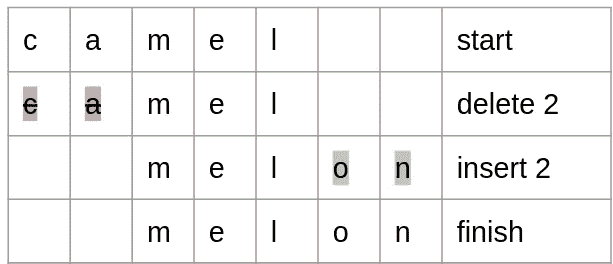 c a m e l start
c a m e l delete 2
m e l o n insert 2
m e l o n finish